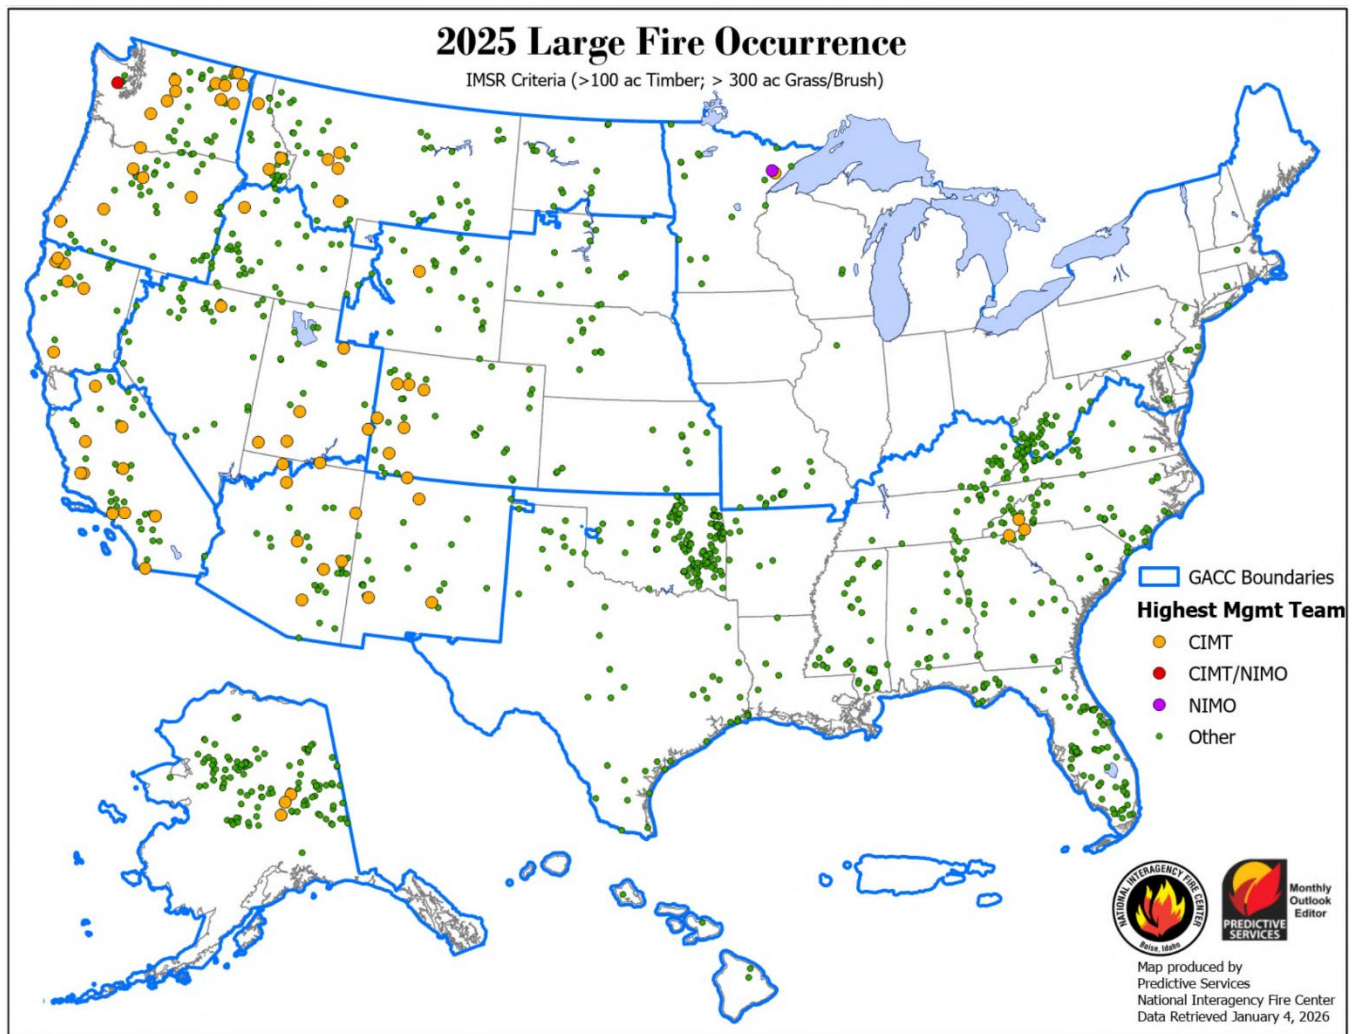 2025 Large Fire Occurrence
IMSR Criteria (>100 ac Timber; > 300 ac Grass/Brush)
GACC Boundaries
Highest Mgmt Team
CIMT
CIMT/NIMO
NIMO
Other
NATIONAL INTERAGENCY FIRE CENTER
Boise, Idaho
PREDICTIVE
SERVICES
Monthly
Outlook
Editor
Map produced by
Predictive Services
National Interagency Fire Center
Data Retrieved January 4, 2026